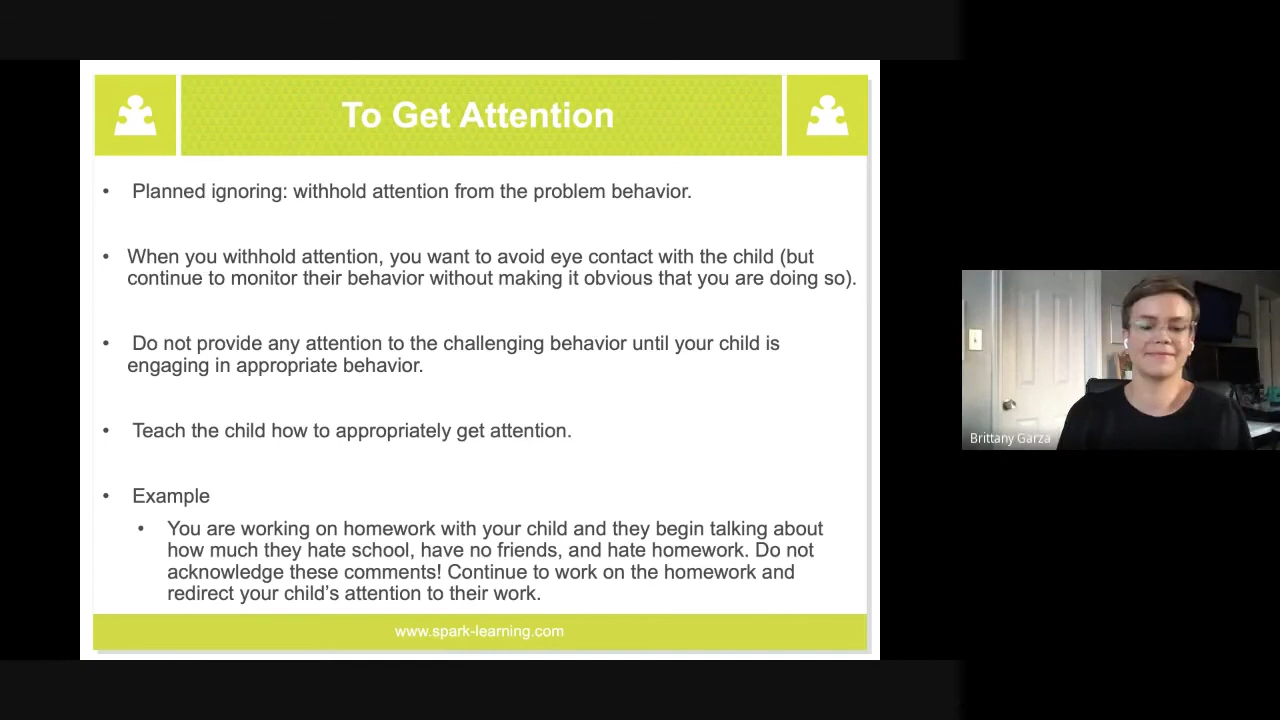 To Get Attention
• Planned ignoring: withhold attention from the problem behavior.
• When you withhold attention, you want to avoid eye contact with the child (but
continue to monitor their behavior without making it obvious that you are doing so).
• Do not provide any attention to the challenging behavior until your child is
engaging in appropriate behavior.
• Teach the child how to appropriately get attention.
• Example
• You are working on homework with your child and they begin talking about
how much they hate school, have no friends, and hate homework. Do not
acknowledge these comments! Continue to work on the homework and
redirect your child’s attention to their work.
www.spark-learning.com
Brittany Garza